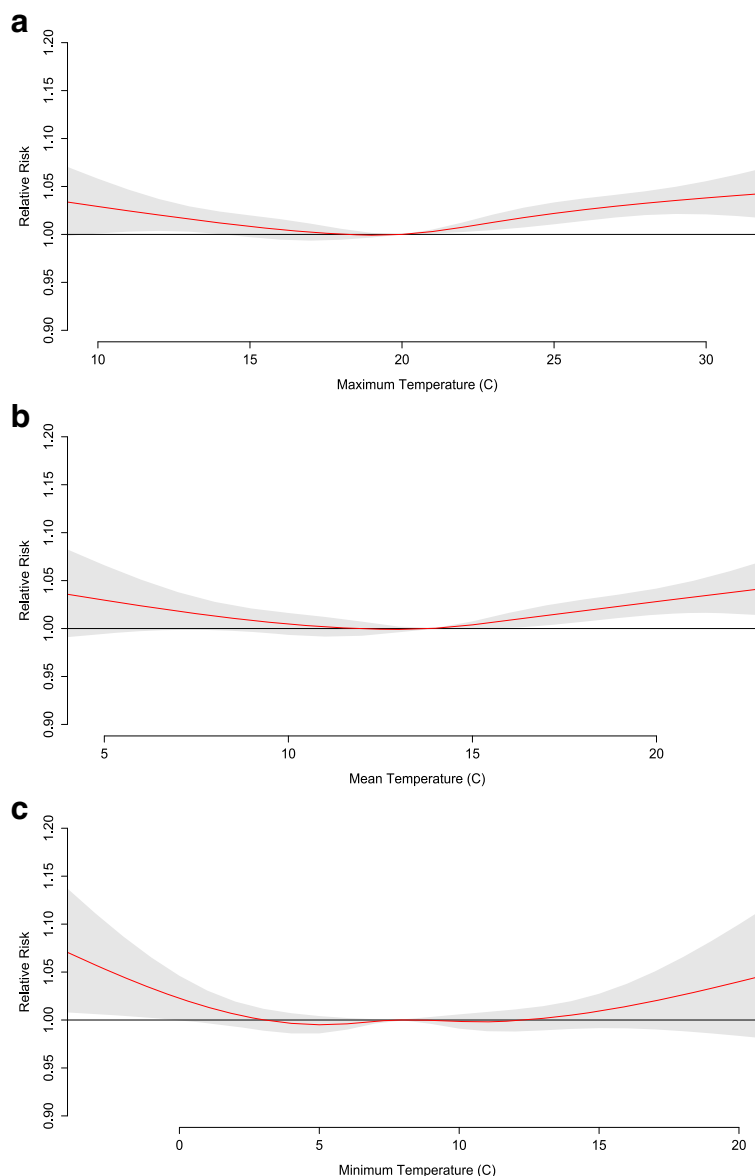 a
1.20
1.15
1.10
1.05
1.00
0.95
0.90
Relative Risk
10 15 20 25 30
Maximum Temperature (C)
b
1.20
1.15
1.10
1.05
1.00
0.95
0.90
Relative Risk
5 10 15 20
Mean Temperature (C)
c
1.20
1.15
1.10
1.05
1.00
0.95
0.90
Relative Risk
0 5 10 15 20
Minimum Temperature (C)